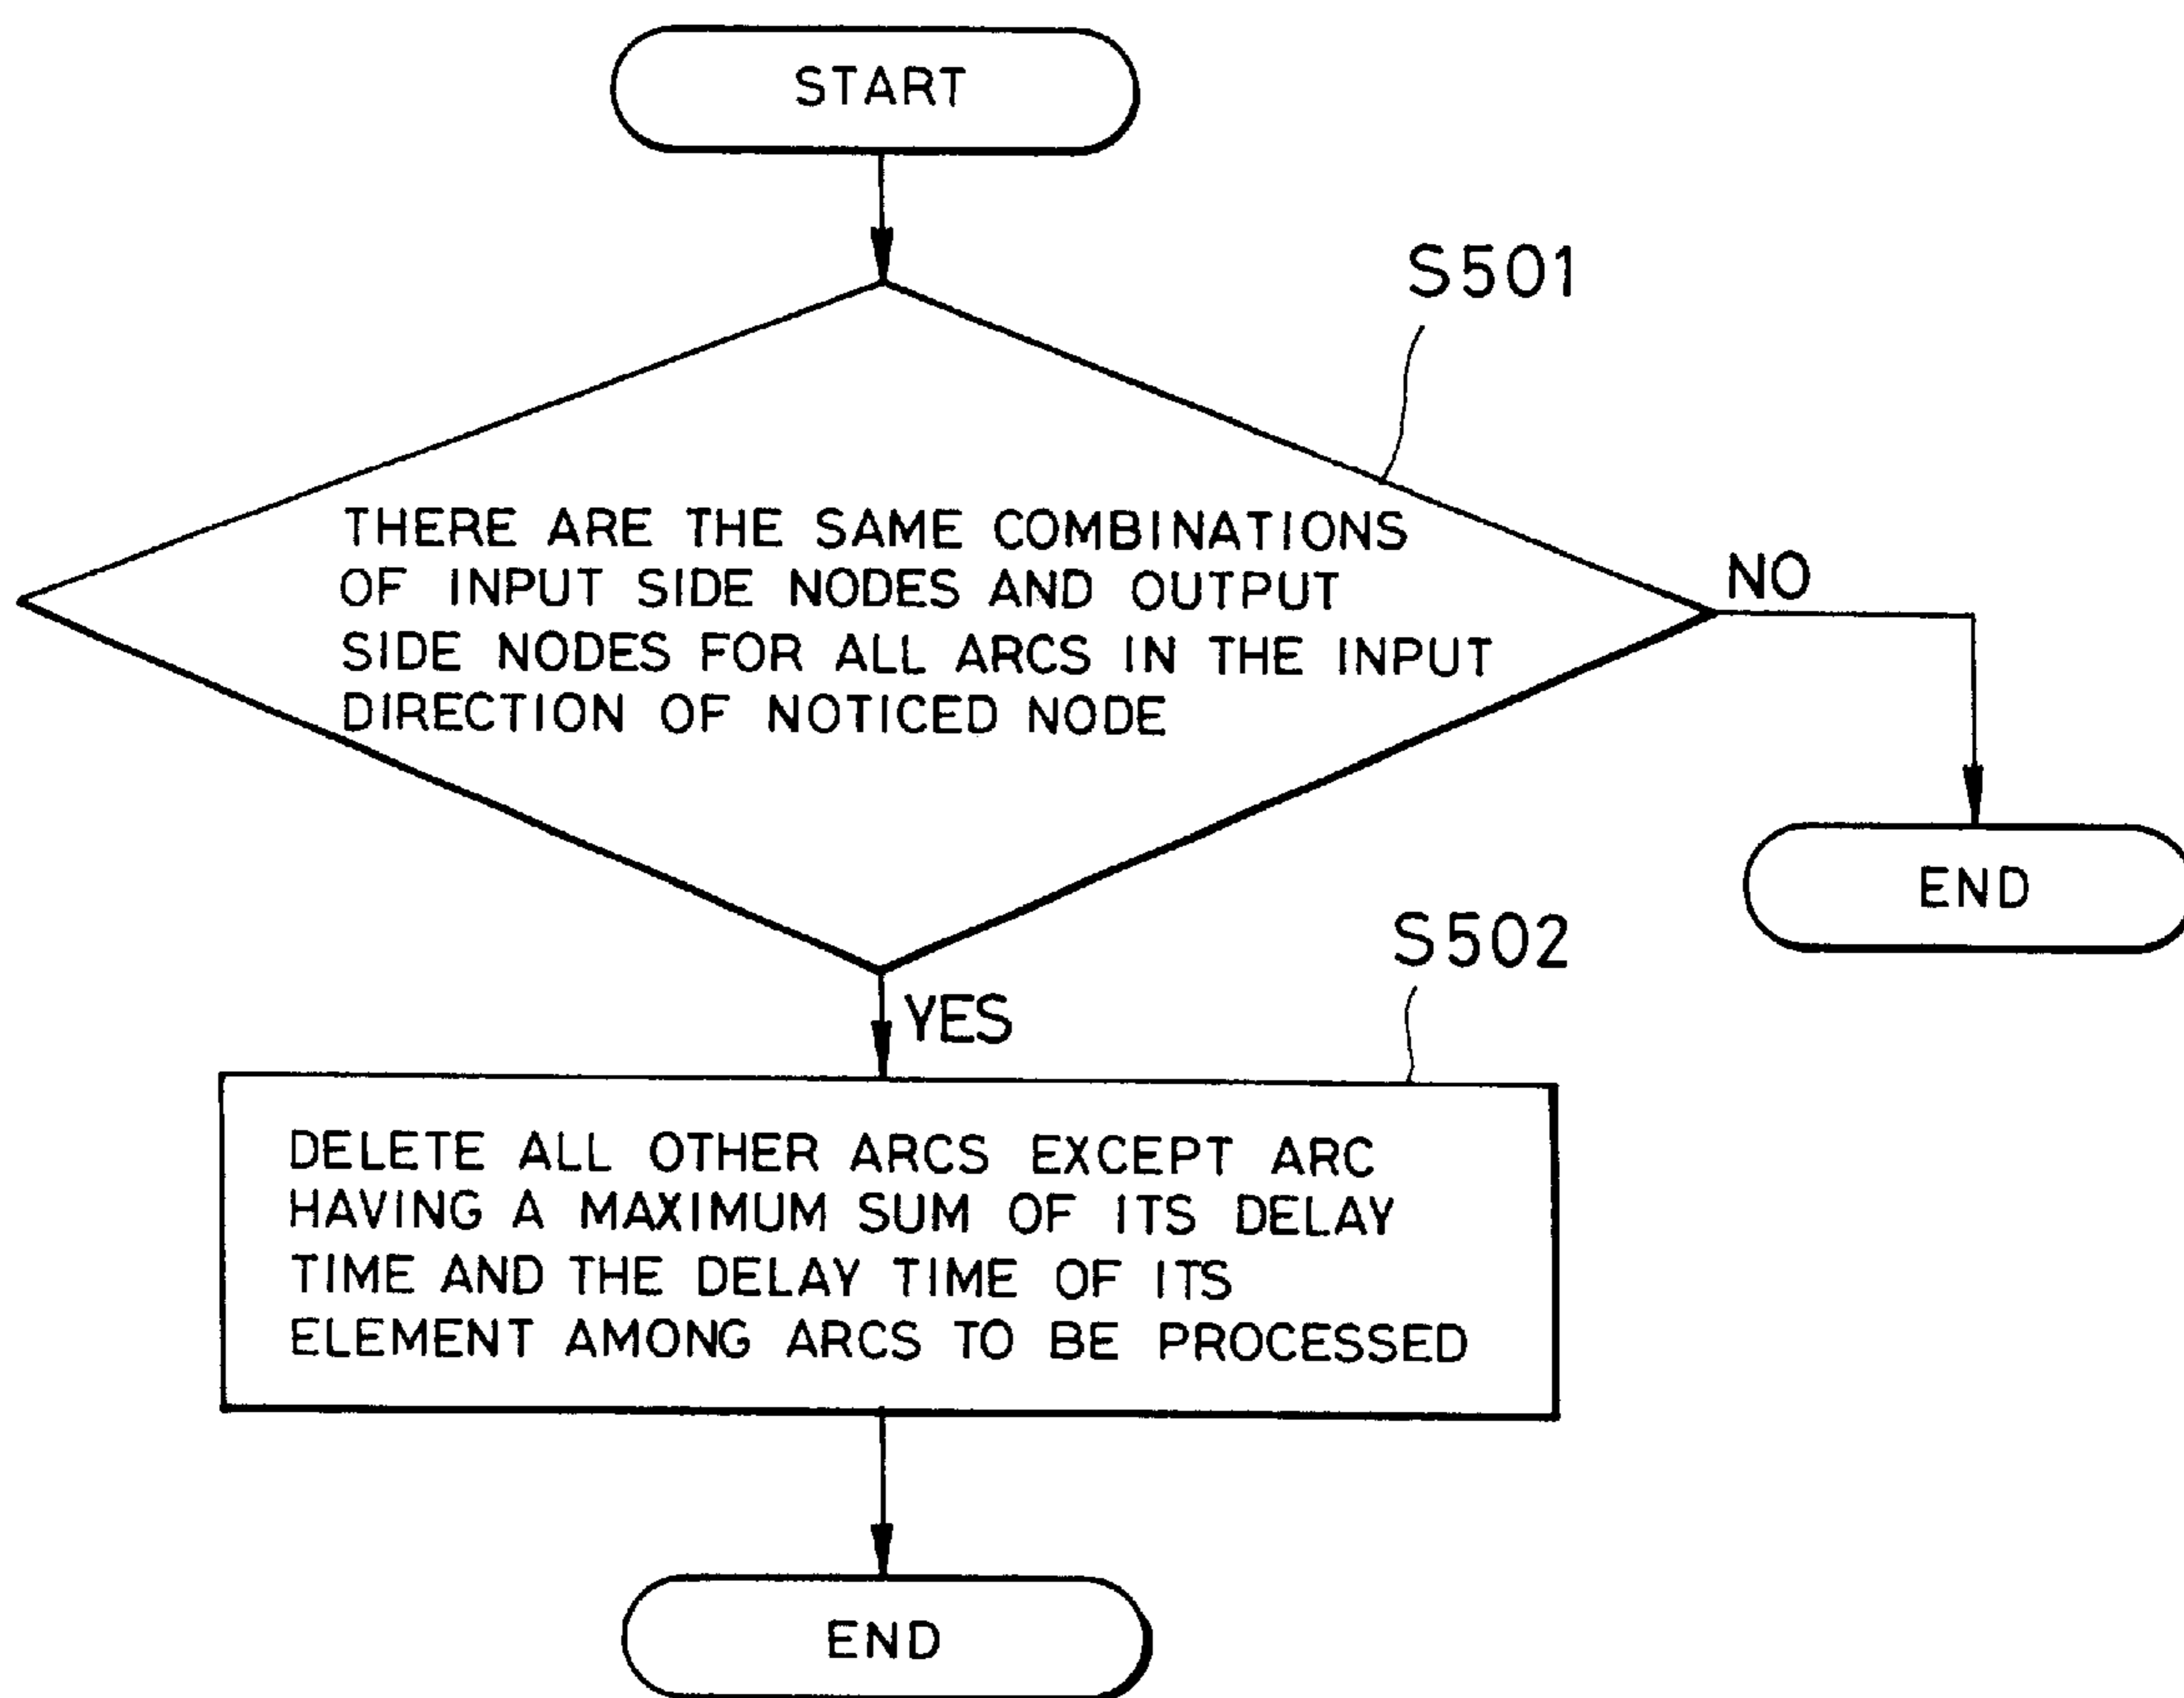 START
S501
THERE ARE THE SAME COMBINATIONS
OF INPUT SIDE NODES AND OUTPUT
SIDE NODES FOR ALL ARCS IN THE INPUT
DIRECTION OF NOTICED NODE
NO
END
YES
S502
DELETE ALL OTHER ARCS EXCEPT ARC
HAVING A MAXIMUM SUM OF ITS DELAY
TIME AND THE DELAY TIME OF ITS
ELEMENT AMONG ARCS TO BE PROCESSED
END